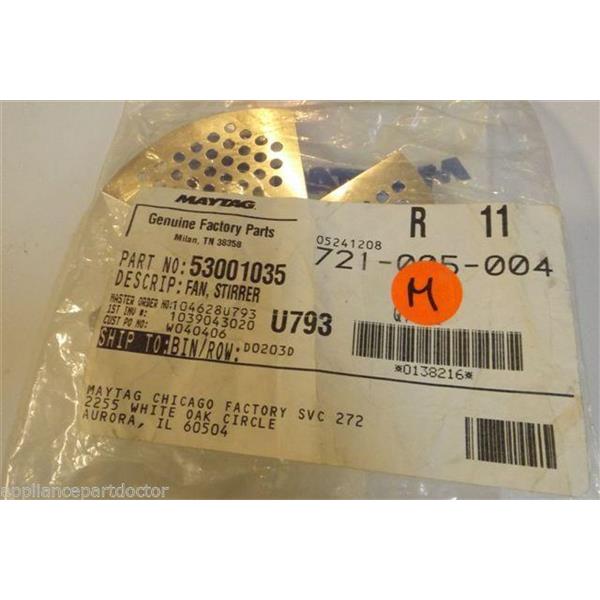 MAYTAG
Genuine Factory Parts
Milan, TN 38358
R 11
05241208
721-005-004
PART NO: 53001035
DESCRIP: FAN, STIRRER
MASTER ORDER NO: 104628U793
1ST INV #: 1039043020
CUST PO NO: W040406
U793
M
SHIP TO: BIN/ROW: D0203D
*0138216*
MAYTAG CHICAGO FACTORY SVC 272
2255 WHITE OAK CIRCLE
AURORA, IL 60504
© appliancepartdoctor